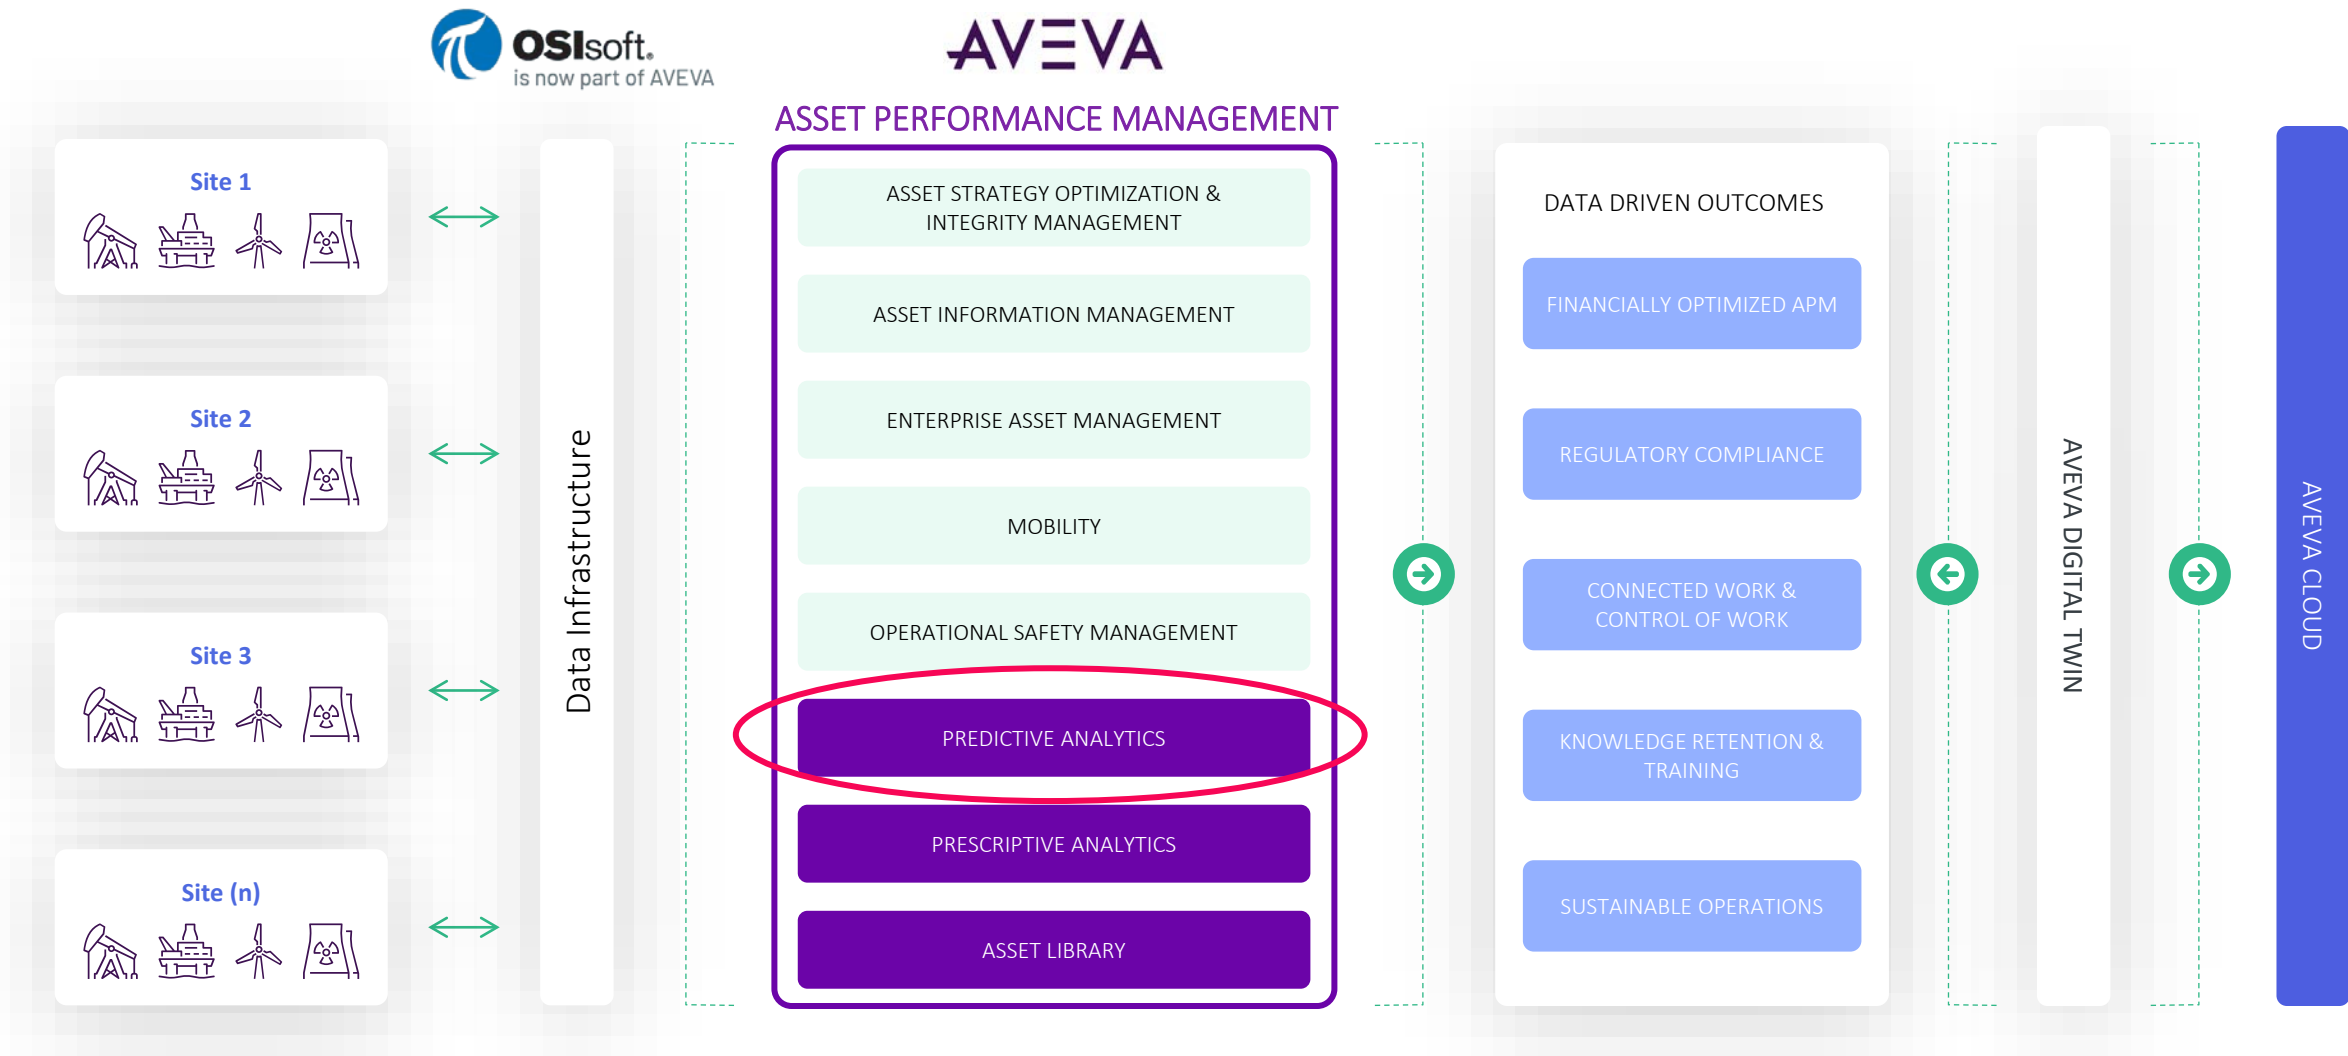 OSIsoft.
is now part of AVEVA
AVEVA
ASSET PERFORMANCE MANAGEMENT
Site 1
Site 2
Site 3
Site (n)
Data Infrastructure
ASSET STRATEGY OPTIMIZATION &
INTEGRITY MANAGEMENT
ASSET INFORMATION MANAGEMENT
ENTERPRISE ASSET MANAGEMENT
MOBILITY
OPERATIONAL SAFETY MANAGEMENT
PREDICTIVE ANALYTICS
PRESCRIPTIVE ANALYTICS
ASSET LIBRARY
DATA DRIVEN OUTCOMES
FINANCIALLY OPTIMIZED APM
REGULATORY COMPLIANCE
CONNECTED WORK &
CONTROL OF WORK
KNOWLEDGE RETENTION &
TRAINING
SUSTAINABLE OPERATIONS
AVEVA DIGITAL TWIN
AVEVA CLOUD